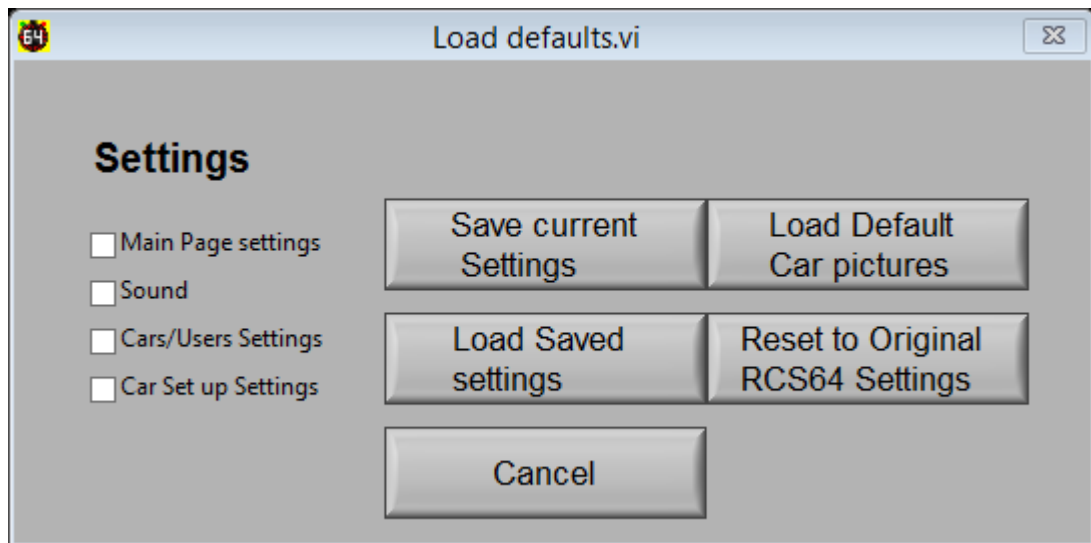 64
Load defaults.vi
Settings
Main Page settings
Sound
Cars/Users Settings
Car Set up Settings
Save current
Settings
Load Default
Car pictures
Load Saved
settings
Reset to Original
RCS64 Settings
Cancel